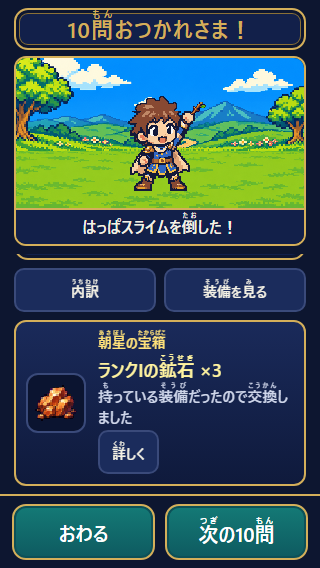 10問おつかれさま！
はっぱスライムを倒した！
内訳
装備を見る
朝星の宝箱
ランクIの鉱石 ×3
持っている装備だったので交換し
ました
詳しく
おわる
次の10問